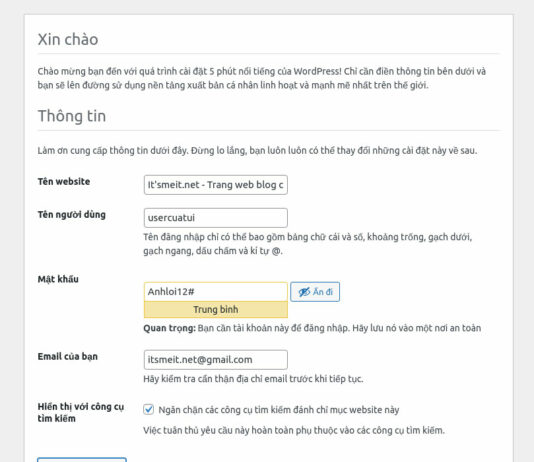 Xin chào
Chào mừng bạn đến với quá trình cài đặt 5 phút nổi tiếng của WordPress! Chỉ cần điền thông tin bên dưới và
bạn sẽ lên đường sử dụng nền tảng xuất bản cá nhân linh hoạt và mạnh mẽ nhất trên thế giới.
Thông tin
Làm ơn cung cấp thông tin dưới đây. Đừng lo lắng, bạn luôn luôn có thể thay đổi những cài đặt này về sau.
Tên website
It'smeit.net - Trang web blog c
Tên người dùng
usercuatui
Tên đăng nhập chỉ có thể bao gồm bảng chữ cái và số, khoảng trống, gạch dưới,
gạch ngang, dấu chấm và kí tự @.
Mật khẩu
Anhloi12#
Ẩn đi
Trung bình
Quan trọng: Bạn cần tài khoản này để đăng nhập. Hãy lưu nó vào một nơi an toàn
Email của bạn
itsmeit.net@gmail.com
Hãy kiểm tra cẩn thận địa chỉ email trước khi tiếp tục.
Hiển thị với công cụ
tìm kiếm
Ngăn chặn các công cụ tìm kiếm đánh chỉ mục website này
Việc tuân thủ yêu cầu này hoàn toàn phụ thuộc vào các công cụ tìm kiếm.